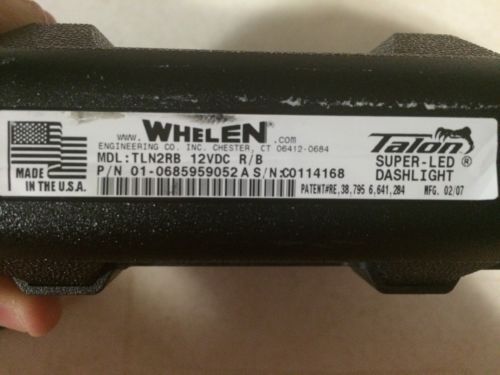 www. WHELEN .com
ENGINEERING CO. INC. CHESTER, CT 06412-0684
MDL: TLN2RB 12VDC R/B
P/N 01-0685959052A S/N:C0114168
MADE
IN THE U.S.A.
Talon ®
SUPER-LED
DASHLIGHT
PATENT#RE,38,795 6,641,284 MFG. 02/07